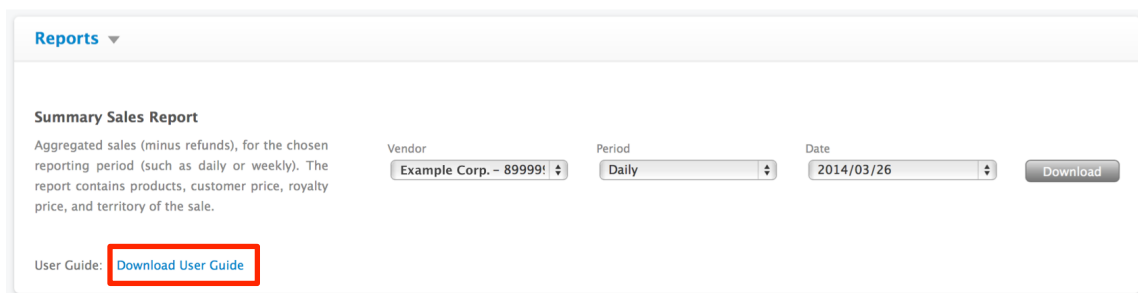 Reports
Summary Sales Report
Aggregated sales (minus refunds), for the chosen
reporting period (such as daily or weekly). The
report contains products, customer price, royalty
price, and territory of the sale.
Vendor
Example Corp. – 89999
Period
Daily
Date
2014/03/26
Download
User Guide: Download User Guide